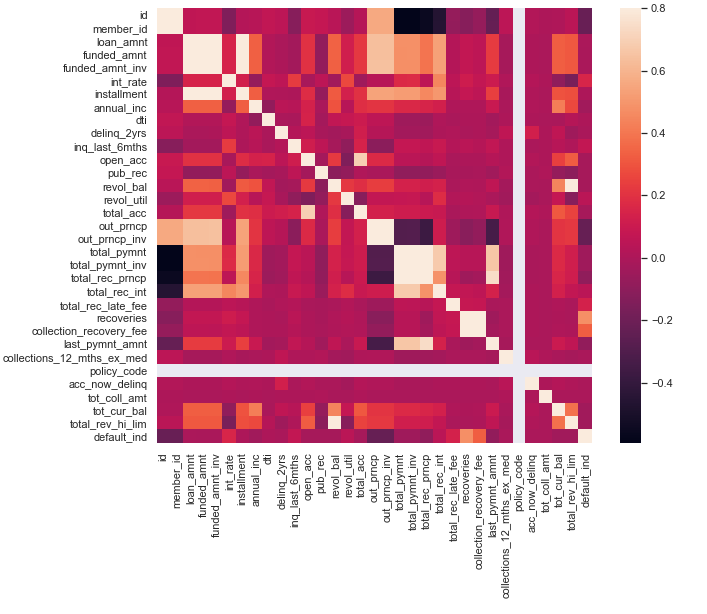 id
member_id
loan_amnt
funded_amnt
funded_amnt_inv
int_rate
installment
annual_inc
dti
delinq_2yrs
inq_last_6mths
open_acc
pub_rec
revol_bal
revol_util
total_acc
out_prncp
out_prncp_inv
total_pymnt
total_pymnt_inv
total_rec_prncp
total_rec_int
total_rec_late_fee
recoveries
collection_recovery_fee
last_pymnt_amnt
collections_12_mths_ex_med
policy_code
acc_now_delinq
tot_coll_amt
tot_cur_bal
total_rev_hi_lim
default_ind
id
member_id
loan_amnt
funded_amnt
funded_amnt_inv
int_rate
installment
annual_inc
dti
delinq_2yrs
inq_last_6mths
open_acc
pub_rec
revol_bal
revol_util
total_acc
out_prncp
out_prncp_inv
total_pymnt
total_pymnt_inv
total_rec_prncp
total_rec_int
total_rec_late_fee
recoveries
collection_recovery_fee
last_pymnt_amnt
collections_12_mths_ex_med
policy_code
acc_now_delinq
tot_coll_amt
tot_cur_bal
total_rev_hi_lim
default_ind
0.8
0.6
0.4
0.2
0.0
−0.2
−0.4